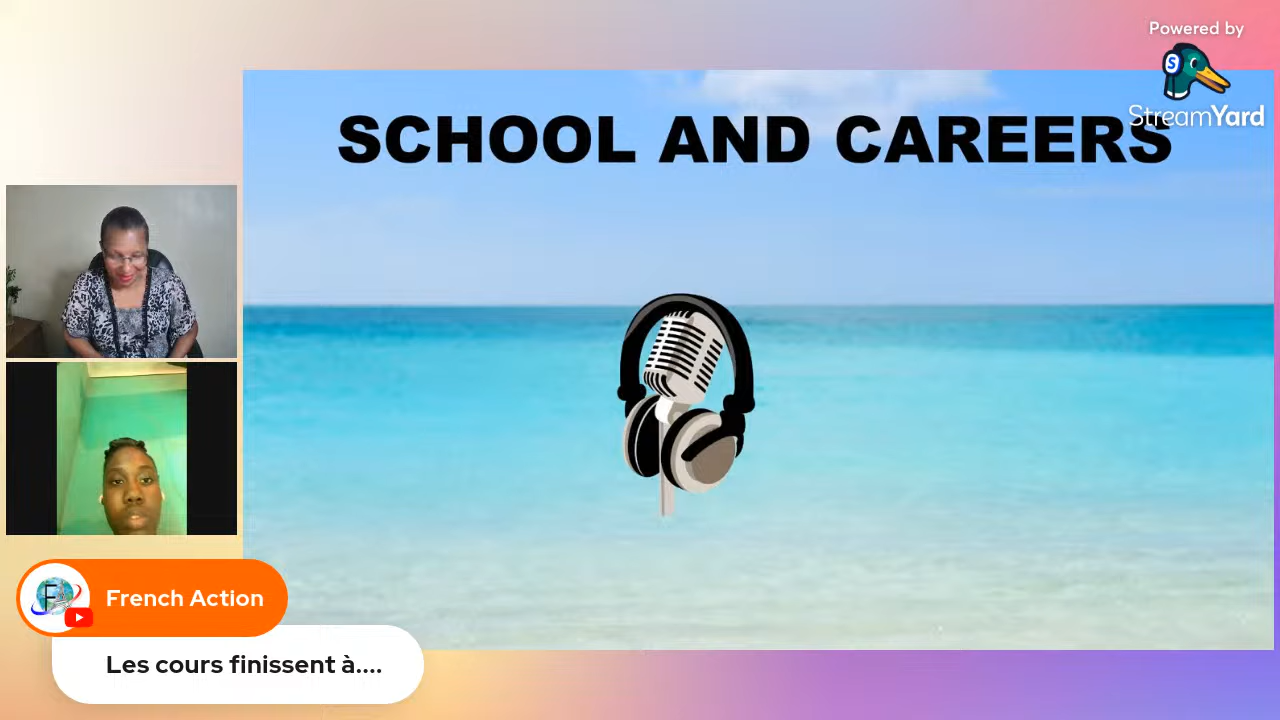 Powered by
StreamYard
SCHOOL AND CAREERS
French Action
Les cours finissent à....